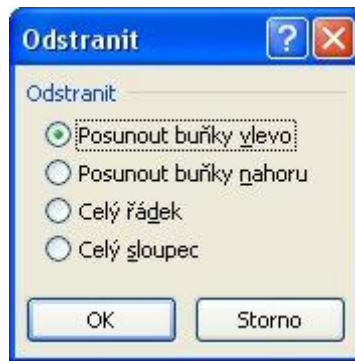 Odstranit
Odstranit
Posunout buňky vlevo
Posunout buňky nahoru
Celý řádek
Celý sloupec
OK Storno